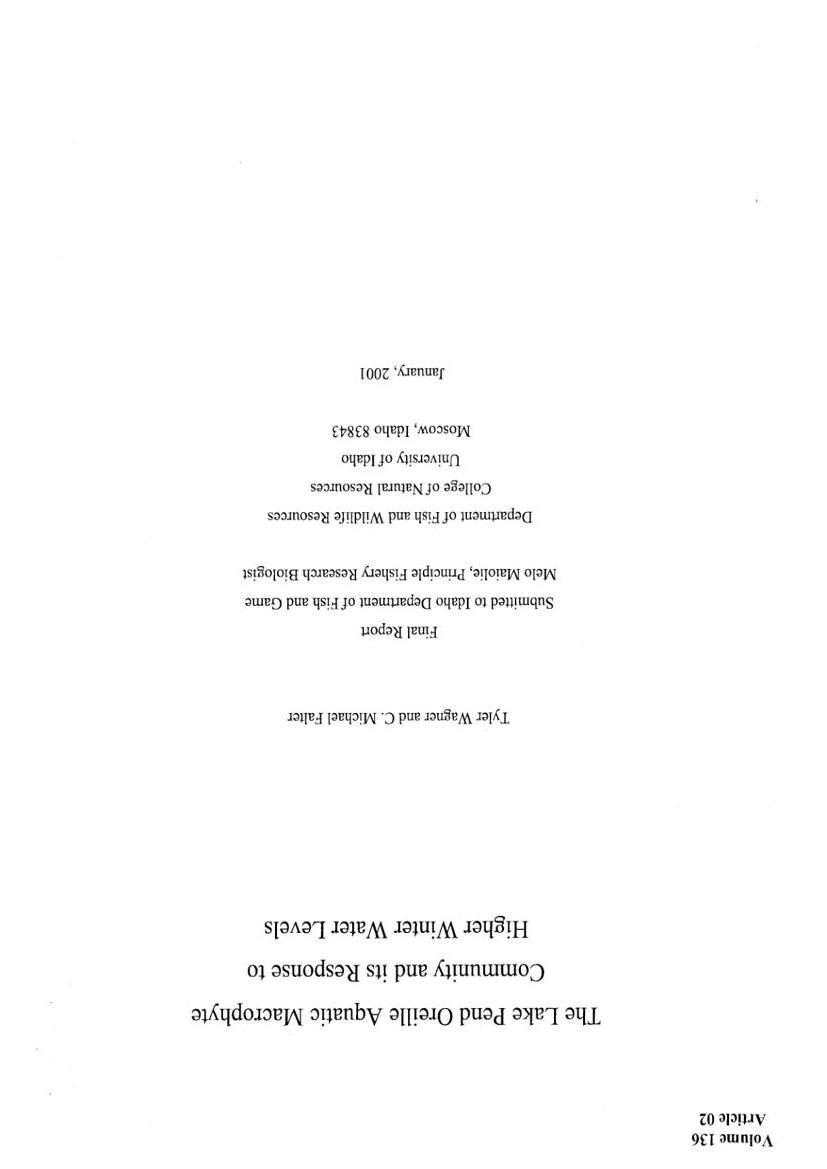 Volume 136
Article 02
The Lake Pend Oreille Aquatic Macrophyte
Community and its Response to
Higher Winter Water Levels
Tyler Wagner and C. Michael Falter
Final Report
Submitted to Idaho Department of Fish and Game
Melo Maiolie, Principle Fishery Research Biologist
Department of Fish and Wildlife Resources
College of Natural Resources
University of Idaho
Moscow, Idaho 83843
January, 2001